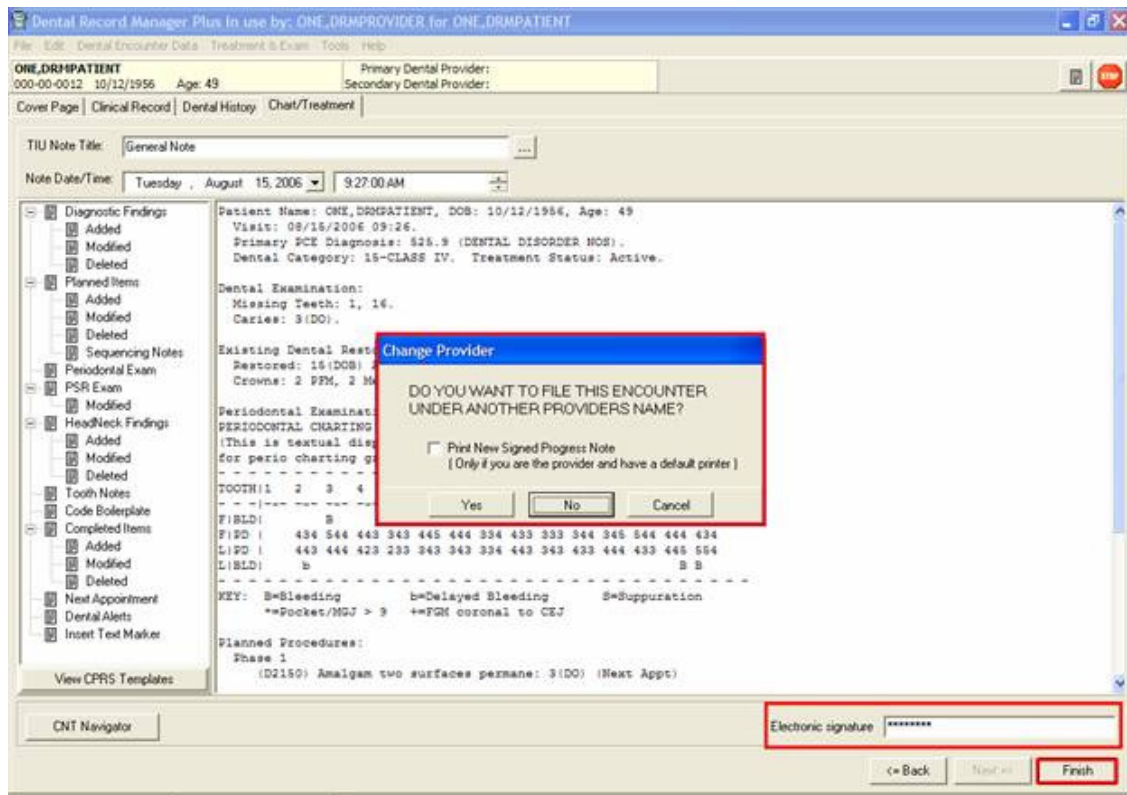 Dental Record Manager Plus in use by: ONE,DRMPROVIDER for ONE,DRMPATIENT
File Edit Dental Encounter Data Treatment & Exam Tools Help
ONE,DRMPATIENT Primary Dental Provider:
000-00-0012 10/12/1956 Age: 49 Secondary Dental Provider:
STOP
Cover Page Clinical Record Dental History Chart/Treatment
TIU Note Title: General Note ...
Note Date/Time: Tuesday , August 15, 2006 9:27:00 AM
Diagnostic Findings
Added
Modified
Deleted
Planned Items
Added
Modified
Deleted
Sequencing Notes
Periodontal Exam
PSR Exam
Modified
HeadNeck Findings
Added
Modified
Deleted
Tooth Notes
Code Boilerplate
Completed Items
Added
Modified
Deleted
Next Appointment
Dental Alerts
Insert Text Marker
View CPRS Templates
Patient Name: ONE,DRMPATIENT, DOB: 10/12/1956, Age: 49
Visit: 08/15/2006 09:26.
Primary PCE Diagnosis: 525.9 (DENTAL DISORDER NOS).
Dental Category: 15-CLASS IV. Treatment Status: Active.
Dental Examination:
Missing Teeth: 1, 16.
Caries: 3(DO).
Existing Dental Rest
Restored: 15(DOB)
Crowns: 2 PFM, 2 M
Periodontal Examinat
PERIODONTAL CHARTING
(This is textual disp
for perio charting g
TOOTH|1 2 3 4
F|BLD| B
F|PD | 434 544 443 343 445 444 334 433 333 344 345 544 444 434
L|PD | 443 444 423 233 343 343 334 443 343 433 444 433 445 554
L|BLD| b B B
KEY: B=Bleeding b=Delayed Bleeding S=Suppuration
*=Pocket/MGJ > 9 +=FGM coronal to CEJ
Planned Procedures:
Phase 1
(D2150) Amalgam two surfaces permane: 3(DO) (Next Appt)
Change Provider
DO YOU WANT TO FILE THIS ENCOUNTER
UNDER ANOTHER PROVIDERS NAME?
Print New Signed Progress Note
( Only if you are the provider and have a default printer )
Yes No Cancel
CNT Navigator
Electronic signature ********
<= Back Next => Finish